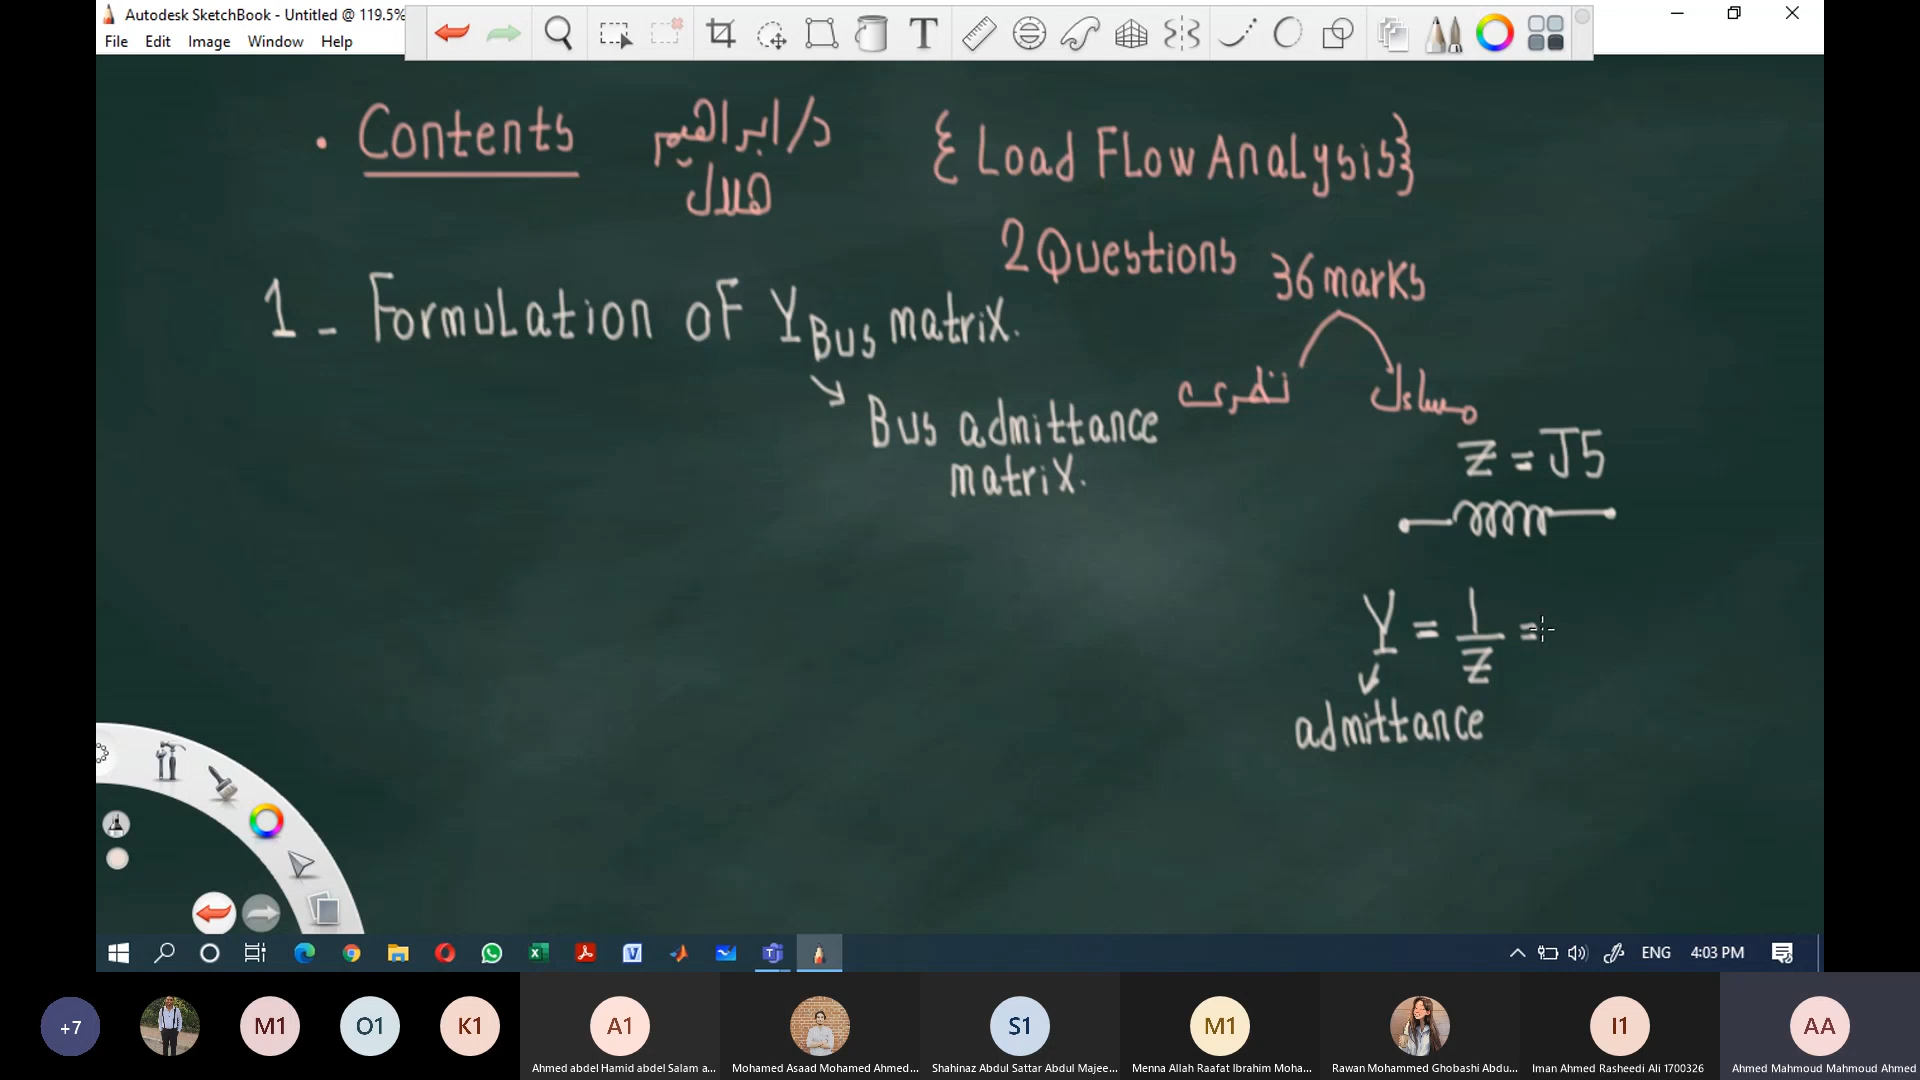 Autodesk SketchBook - Untitled @ 119.5%
File Edit Image Window Help
• Contents
د/ ابراهيم
هلال
{Load Flow Analysis}
2 Questions
36 marks
نظرى
مسائل
1 - Formulation of Y Bus matrix.
Bus admittance
matrix.
Z = J5
Y = 1/Z =
admittance
ENG 4:03 PM
+7
M1
O1
K1
A1
S1
M1
I1
AA
Ahmed abdel Hamid abdel Salam a...
Mohamed Asaad Mohamed Ahmed...
Shahinaz Abdul Sattar Abdul Majee...
Menna Allah Raafat Ibrahim Moha...
Rawan Mohammed Ghobashi Abdu...
Iman Ahmed Rasheedi Ali 1700326
Ahmed Mahmoud Mahmoud Ahmed